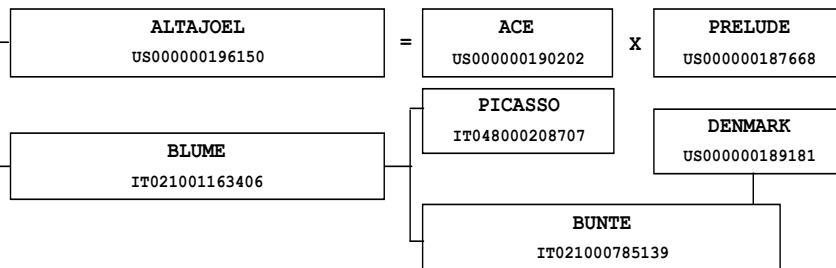 ALTAJOEL
US000000196150
=
ACE
US000000190202
X
PRELUDE
US000000187668
PICASSO
IT048000208707
DENMARK
US000000189181
BLUME
IT021001163406
BUNTE
IT021000785139